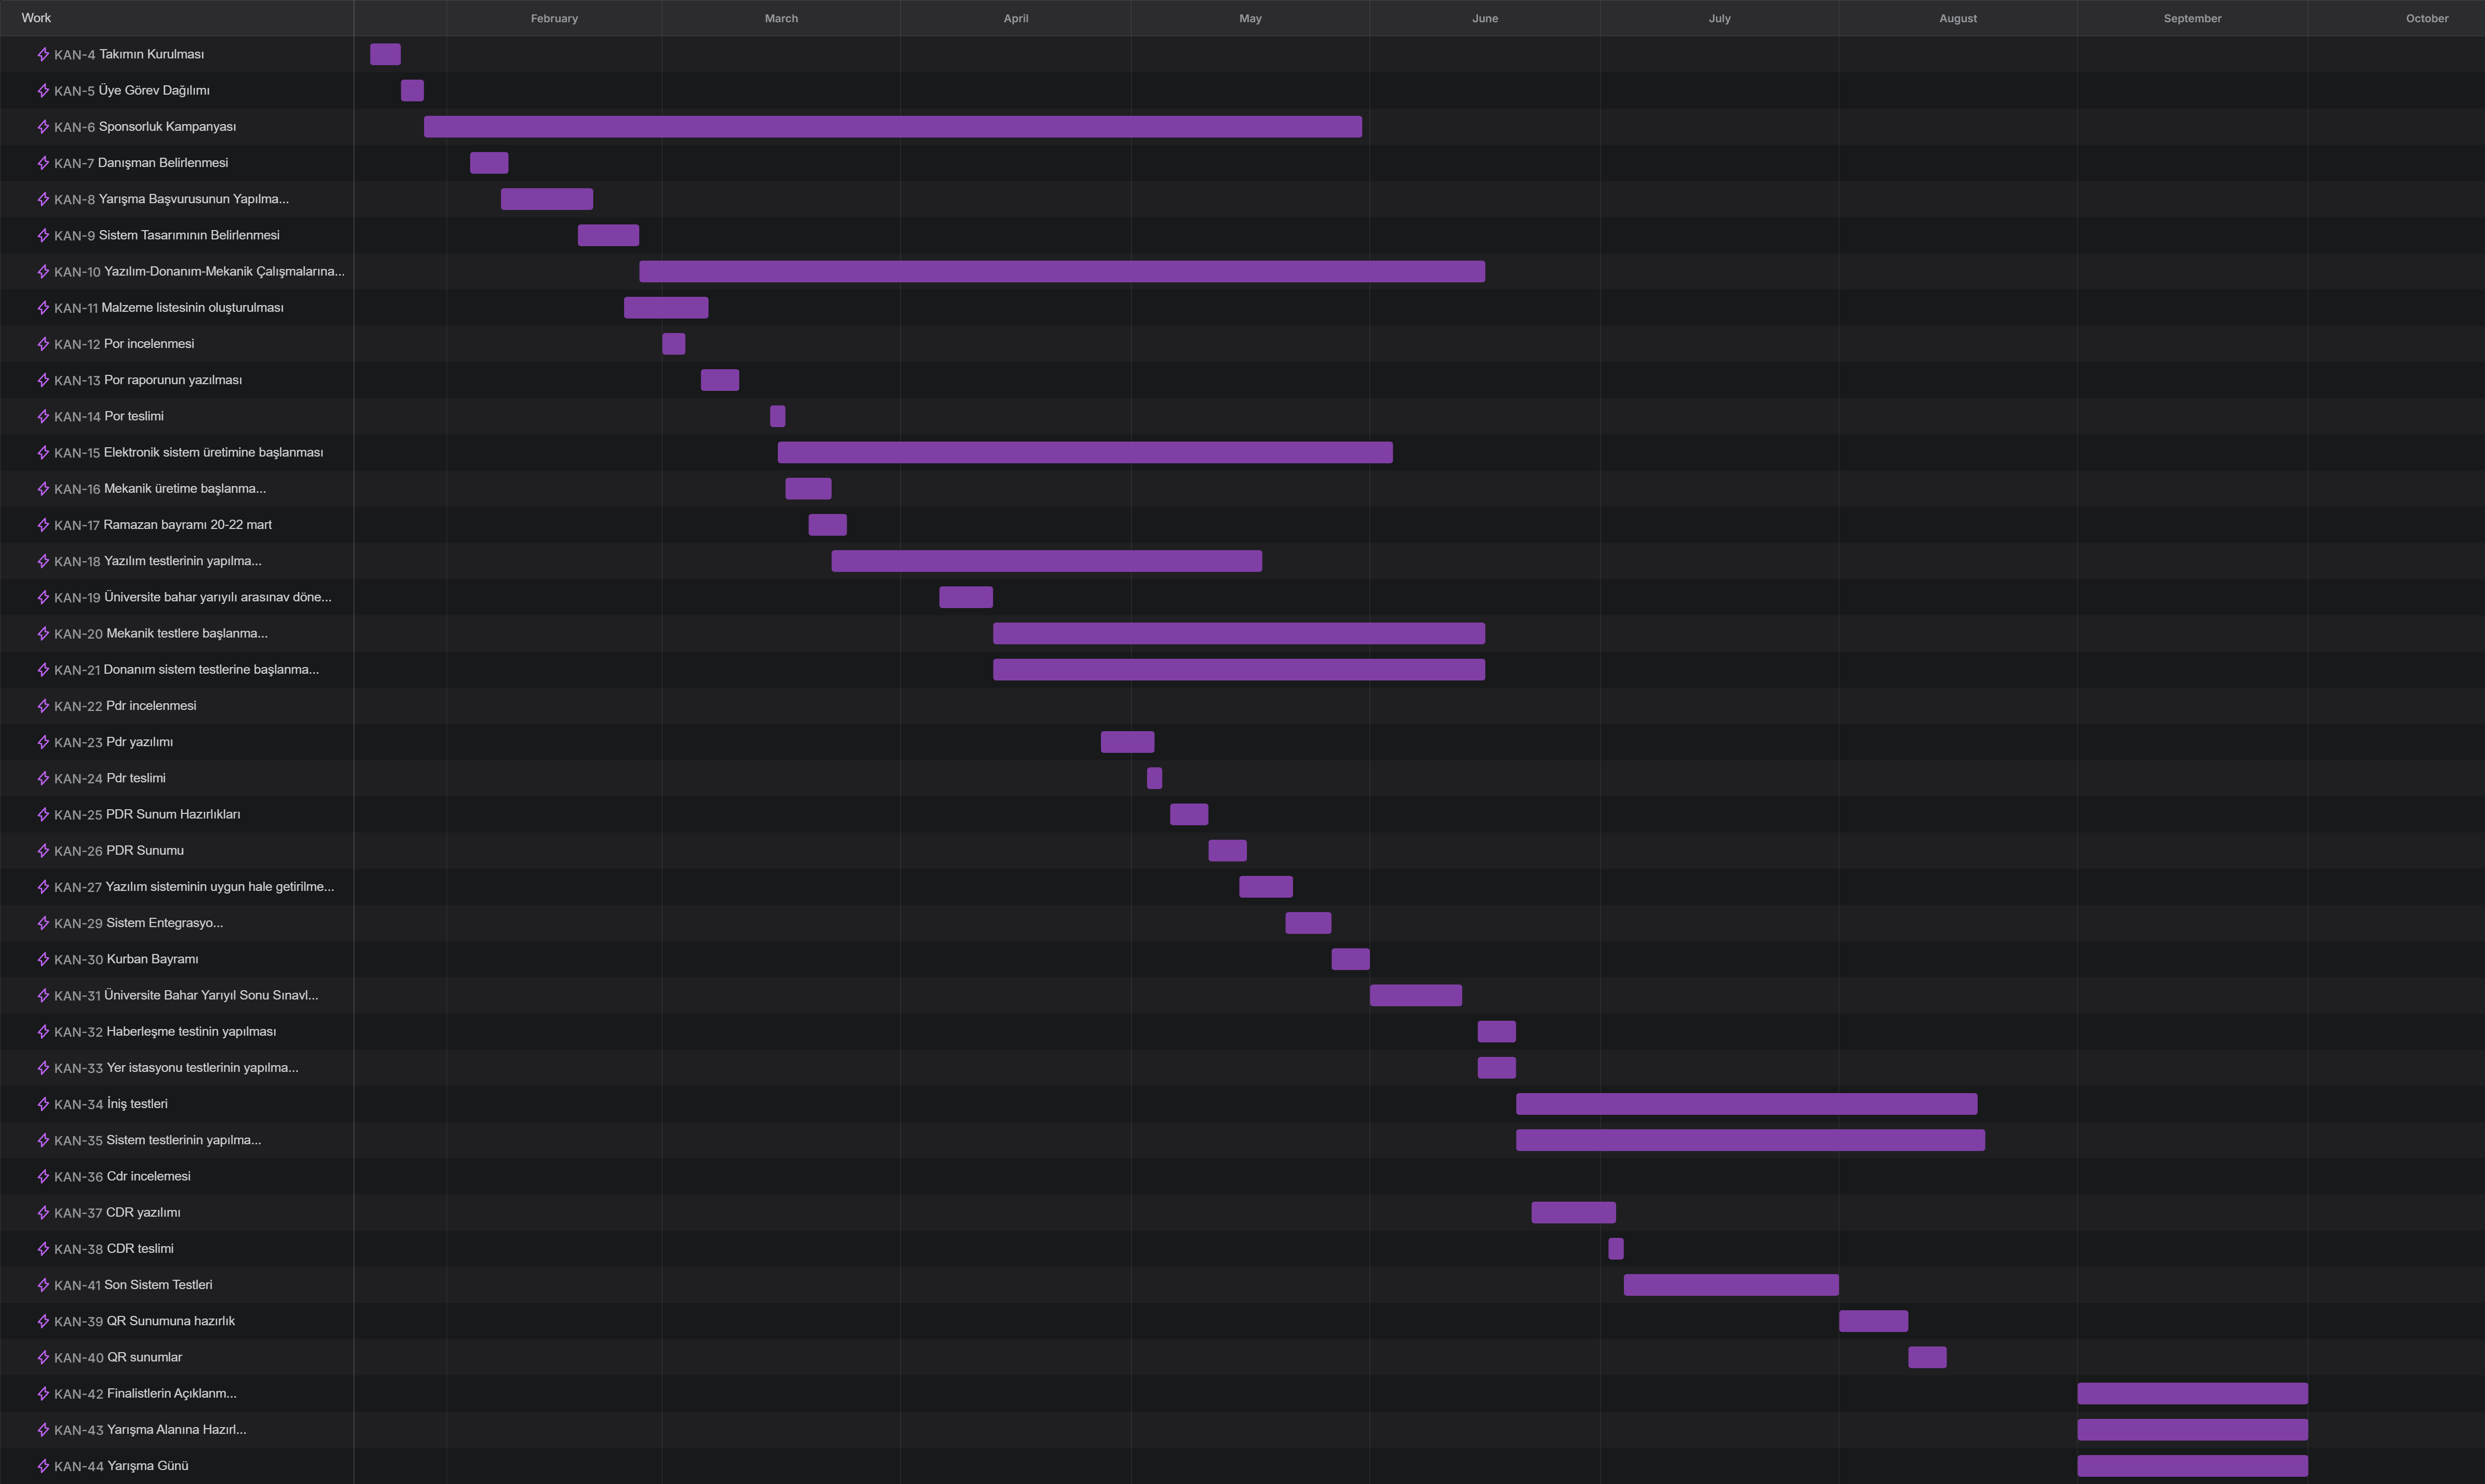 Work February March April May June July August September October
KAN-4 Takımın Kurulması
KAN-5 Üye Görev Dağılımı
KAN-6 Sponsorluk Kampanyası
KAN-7 Danışman Belirlenmesi
KAN-8 Yarışma Başvurusunun Yapılma...
KAN-9 Sistem Tasarımının Belirlenmesi
KAN-10 Yazılım-Donanım-Mekanik Çalışmalarına...
KAN-11 Malzeme listesinin oluşturulması
KAN-12 Por incelenmesi
KAN-13 Por raporunun yazılması
KAN-14 Por teslimi
KAN-15 Elektronik sistem üretimine başlanması
KAN-16 Mekanik üretime başlanma...
KAN-17 Ramazan bayramı 20-22 mart
KAN-18 Yazılım testlerinin yapılma...
KAN-19 Üniversite bahar yarıyılı arasınav döne...
KAN-20 Mekanik testlere başlanma...
KAN-21 Donanım sistem testlerine başlanma...
KAN-22 Pdr incelenmesi
KAN-23 Pdr yazılımı
KAN-24 Pdr teslimi
KAN-25 PDR Sunum Hazırlıkları
KAN-26 PDR Sunumu
KAN-27 Yazılım sisteminin uygun hale getirilme...
KAN-29 Sistem Entegrasyo...
KAN-30 Kurban Bayramı
KAN-31 Üniversite Bahar Yarıyıl Sonu Sınavl...
KAN-32 Haberleşme testinin yapılması
KAN-33 Yer istasyonu testlerinin yapılma...
KAN-34 İniş testleri
KAN-35 Sistem testlerinin yapılma...
KAN-36 Cdr incelemesi
KAN-37 CDR yazılımı
KAN-38 CDR teslimi
KAN-41 Son Sistem Testleri
KAN-39 QR Sunumuna hazırlık
KAN-40 QR sunumlar
KAN-42 Finalistlerin Açıklanm...
KAN-43 Yarışma Alanına Hazırl...
KAN-44 Yarışma Günü